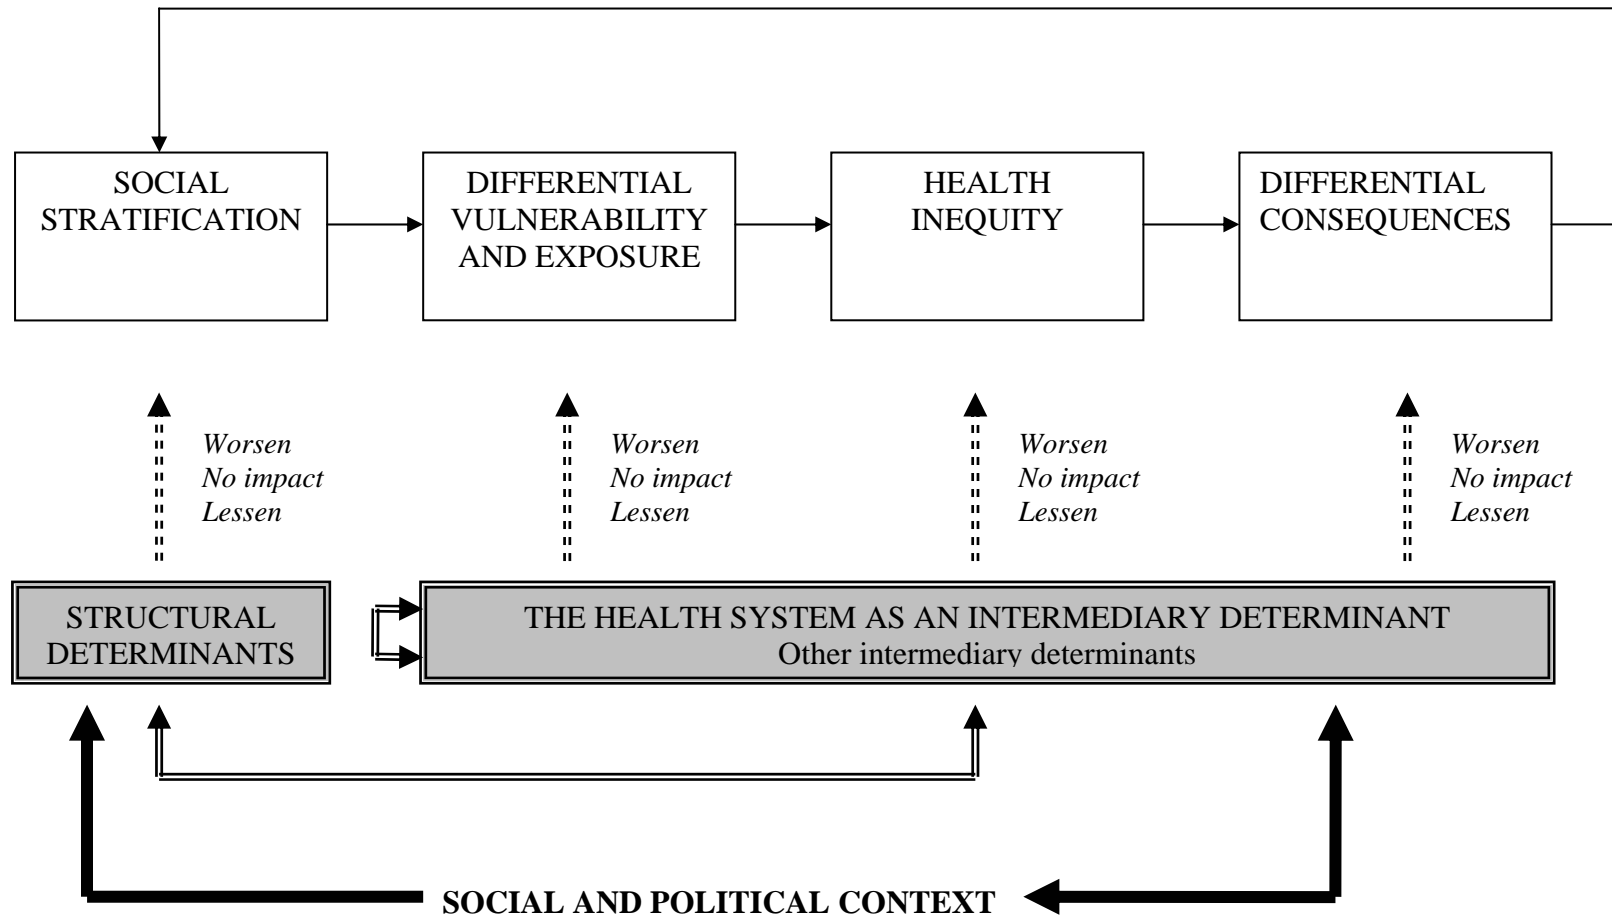 SOCIAL
STRATIFICATION
DIFFERENTIAL
VULNERABILITY
AND EXPOSURE
HEALTH
INEQUITY
DIFFERENTIAL
CONSEQUENCES
Worsen
No impact
Lessen
Worsen
No impact
Lessen
Worsen
No impact
Lessen
Worsen
No impact
Lessen
STRUCTURAL
DETERMINANTS
THE HEALTH SYSTEM AS AN INTERMEDIARY DETERMINANT
Other intermediary determinants
SOCIAL AND POLITICAL CONTEXT